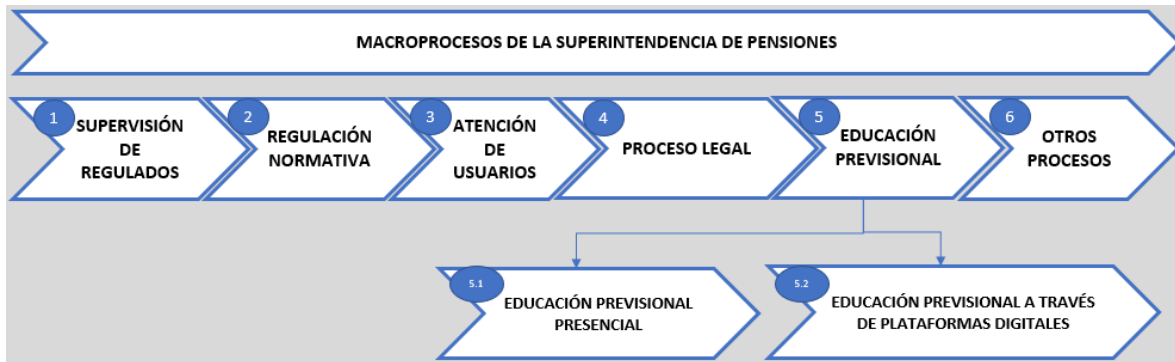 MACROPROCESOS DE LA SUPERINTENDENCIA DE PENSIONES
1
SUPERVISIÓN
DE
REGULADOS
2
REGULACIÓN
NORMATIVA
3
ATENCIÓN
DE
USUARIOS
4
PROCESO LEGAL
5
EDUCACIÓN
PREVISIONAL
6
OTROS
PROCESOS
5.1
EDUCACIÓN PREVISIONAL
PRESENCIAL
5.2
EDUCACIÓN PREVISIONAL A TRAVÉS
DE PLATAFORMAS DIGITALES